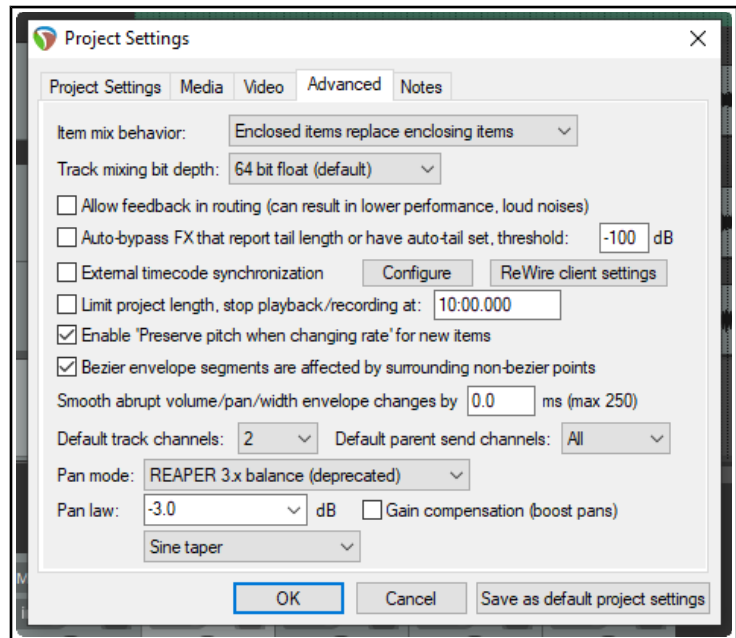 Project Settings
Project Settings Media Video Advanced Notes
Item mix behavior: Enclosed items replace enclosing items
Track mixing bit depth: 64 bit float (default)
Allow feedback in routing (can result in lower performance, loud noises)
Auto-bypass FX that report tail length or have auto-tail set, threshold: -100 dB
External timecode synchronization Configure ReWire client settings
Limit project length, stop playback/recording at: 10:00.000
Enable 'Preserve pitch when changing rate' for new items
Bezier envelope segments are affected by surrounding non-bezier points
Smooth abrupt volume/pan/width envelope changes by 0.0 ms (max 250)
Default track channels: 2 Default parent send channels: All
Pan mode: REAPER 3.x balance (deprecated)
Pan law: -3.0 dB Gain compensation (boost pans)
Sine taper
OK Cancel Save as default project settings